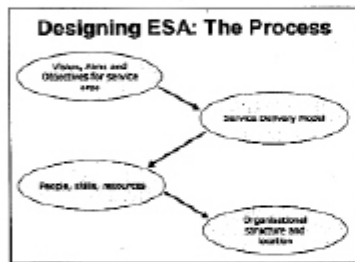 Designing ESA: The Process
Vision, Aims and
Objectives for service
area
Service Delivery Model
People, skills, resources
Organisational
structure and
location